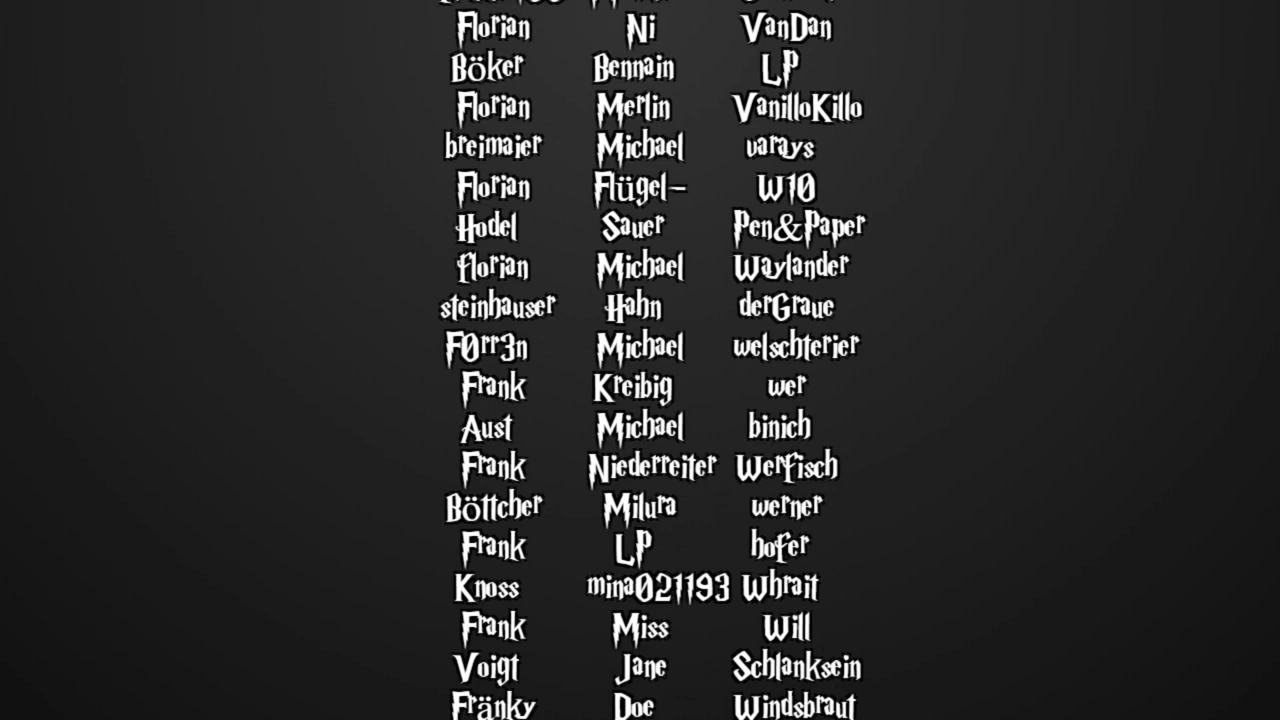 Florian Ni VanDan
Böker Bennain LP
Florian Merlin VanilloKillo
breimaier Michael varays
Florian Flügel- W10
Hodel Sauer Pen&Paper
florian Michael Waylander
steinhauser Hahn derGraue
F0rr3n Michael welschterier
Frank Kreibig wer
Aust Michael binich
Frank Niederreiter Werfisch
Böttcher Milura werner
Frank LP hofer
Knoss mina021193 Whrait
Frank Miss Will
Voigt Jane Schlanksein
Fränky Doe Windsbraut